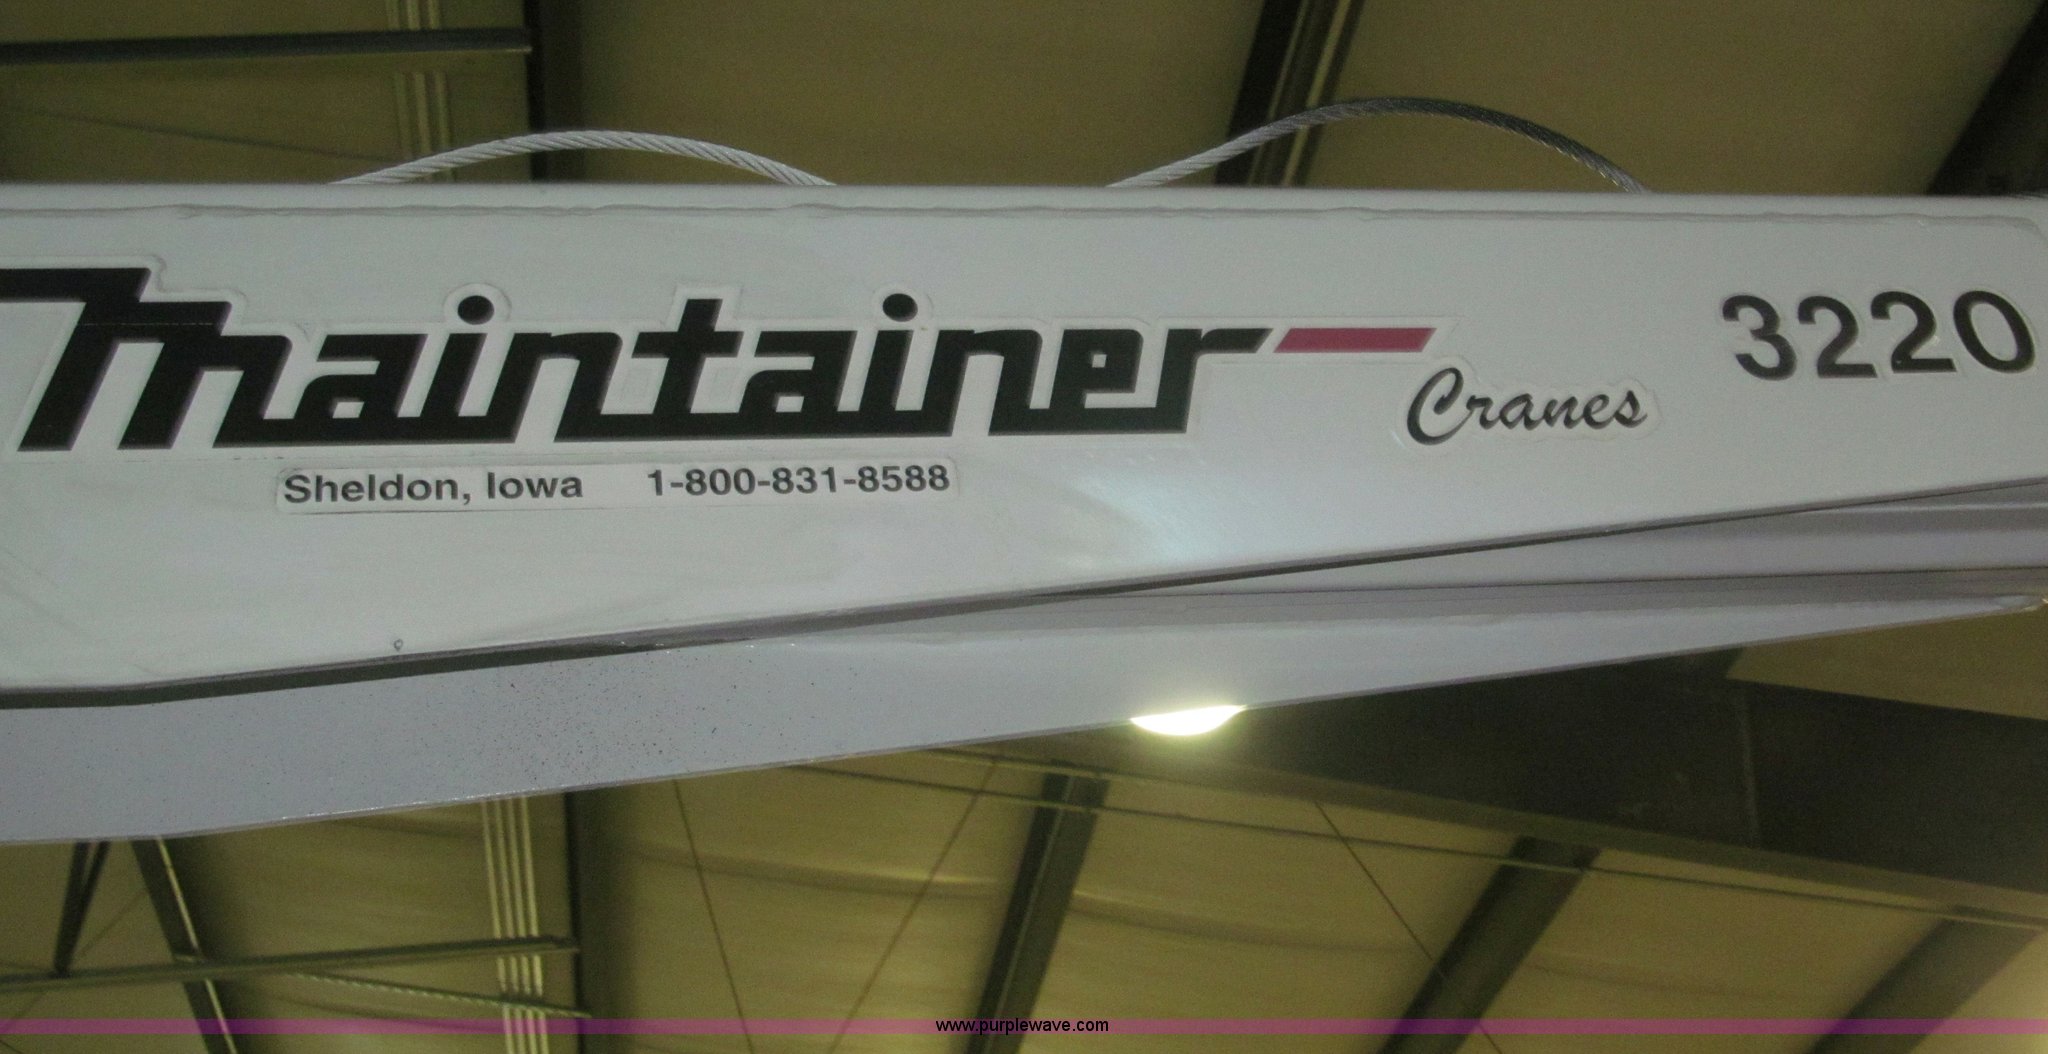 maintainer
Cranes
3220
Sheldon, Iowa 1-800-831-8588
www.purplewave.com